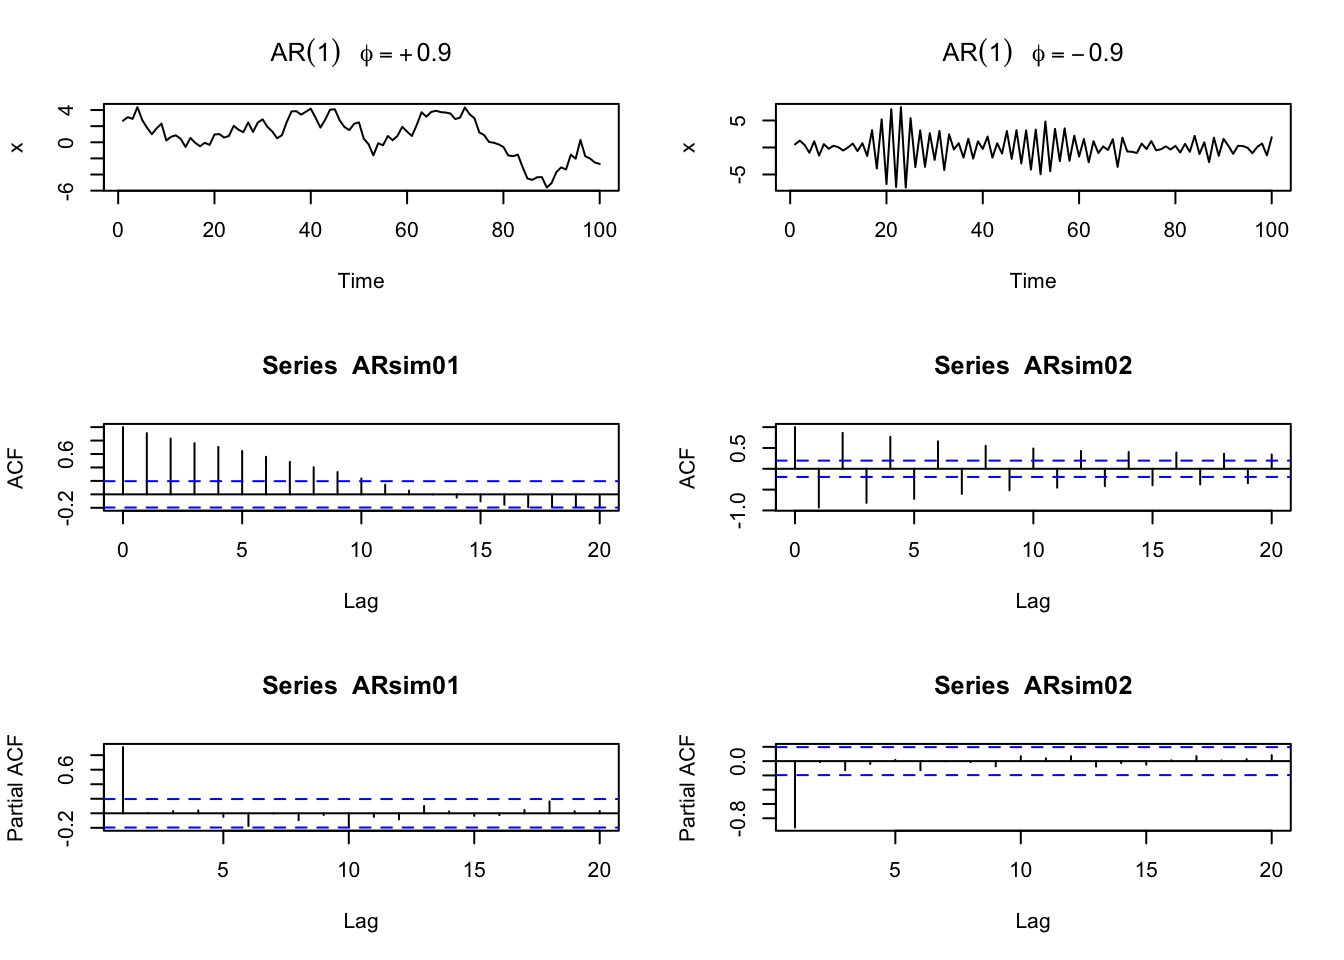 AR(1) ϕ = + 0.9
x
4
0
-6
0 20 40 60 80 100
Time
AR(1) ϕ = − 0.9
x
5
-5
0 20 40 60 80 100
Time
Series ARsim01
ACF
0.6
-0.2
0 5 10 15 20
Lag
Series ARsim02
ACF
0.5
-1.0
0 5 10 15 20
Lag
Series ARsim01
Partial ACF
0.6
-0.2
5 10 15 20
Lag
Series ARsim02
Partial ACF
0.0
-0.8
5 10 15 20
Lag